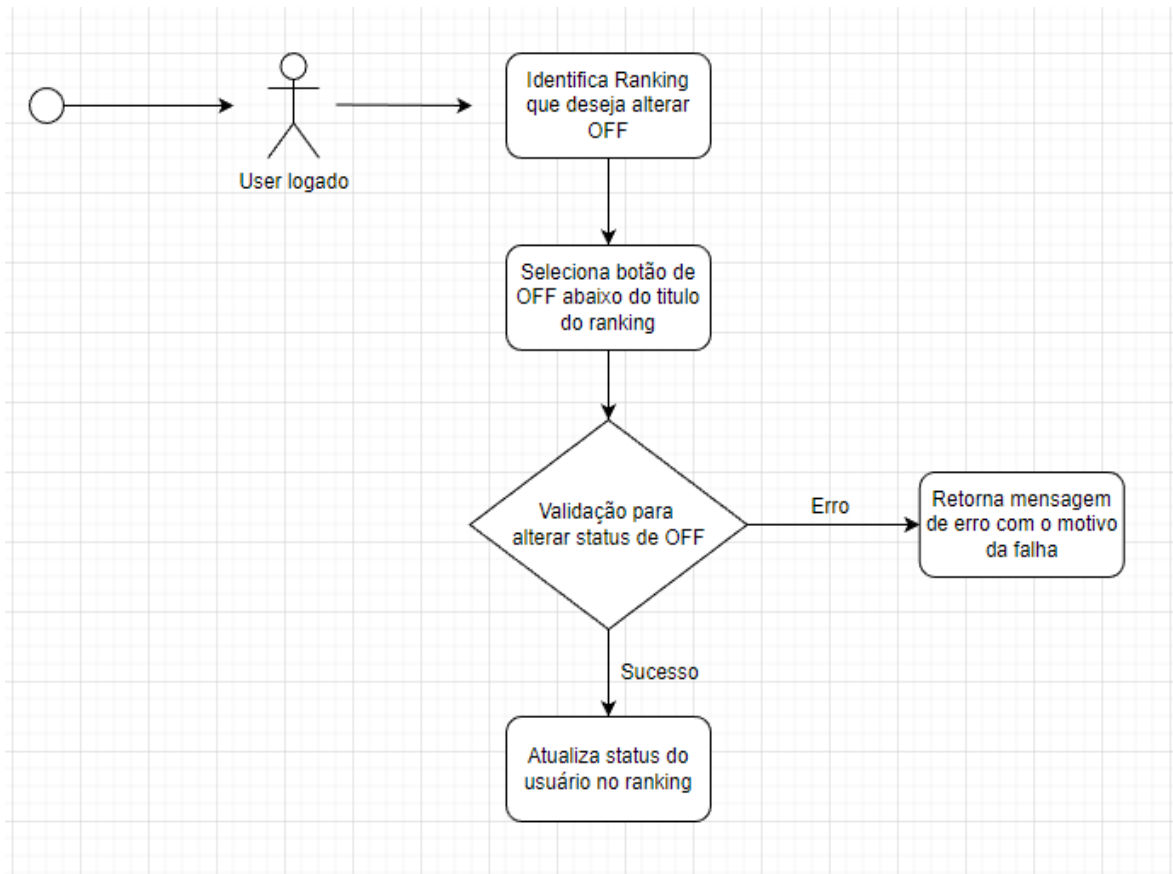 User logado
Identifica Ranking
que deseja alterar
OFF
Seleciona botão de
OFF abaixo do titulo
do ranking
Validação para
alterar status de OFF
Erro
Retorna mensagem
de erro com o motivo
da falha
Sucesso
Atualiza status do
usuário no ranking